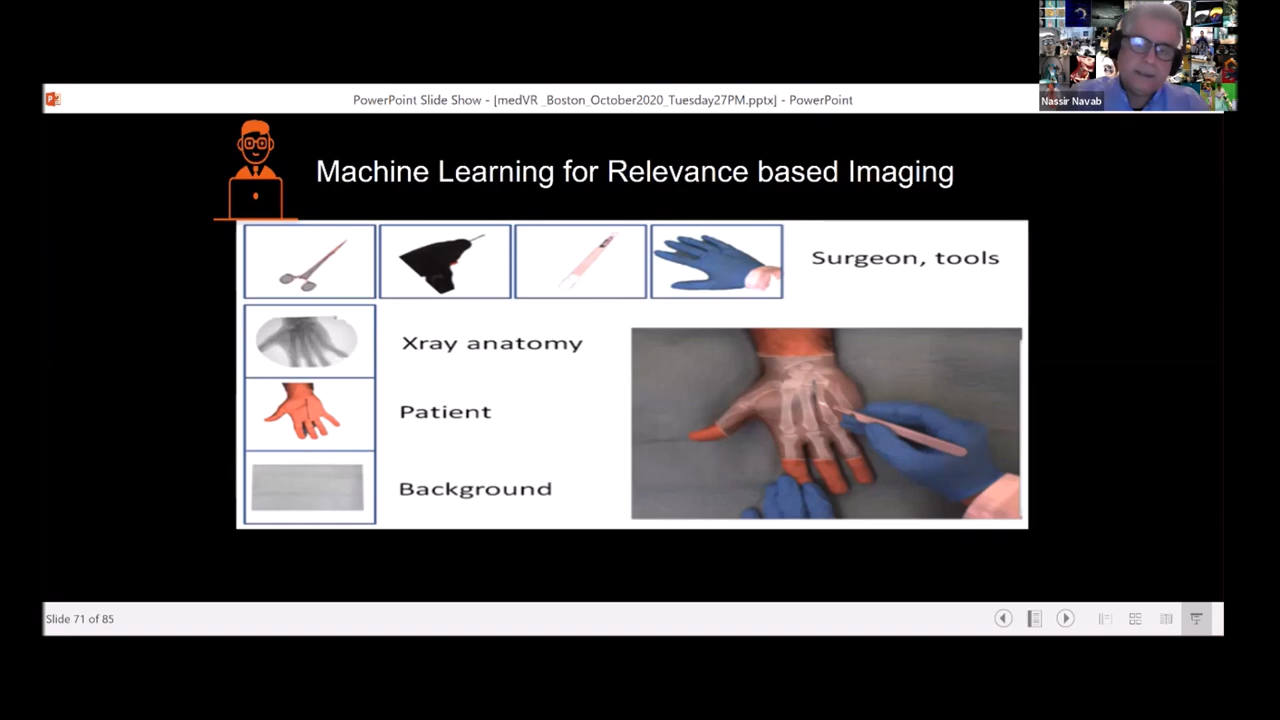 Nassir Navab
PowerPoint Slide Show - [medVR _Boston_October2020_Tuesday27PM.pptx] - PowerPoint
Machine Learning for Relevance based Imaging
Surgeon, tools
Xray anatomy
Patient
Background
Slide 71 of 85